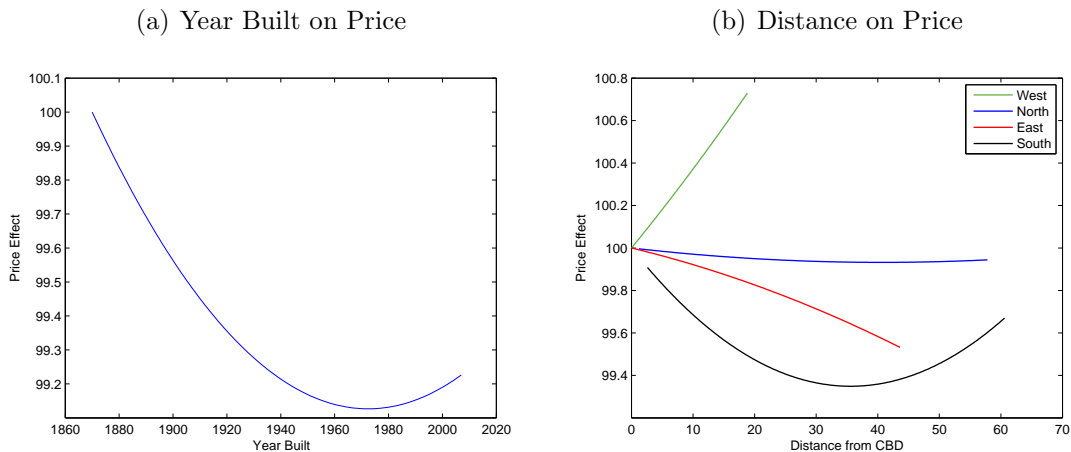 (a) Year Built on Price
100.1
100
99.9
99.8
99.7
99.6
99.5
99.4
99.3
99.2
Price Effect
1860 1880 1900 1920 1940 1960 1980 2000 2020
Year Built
(b) Distance on Price
100.8
100.6
100.4
100.2
100
99.8
99.6
99.4
Price Effect
West
North
East
South
0 10 20 30 40 50 60 70
Distance from CBD